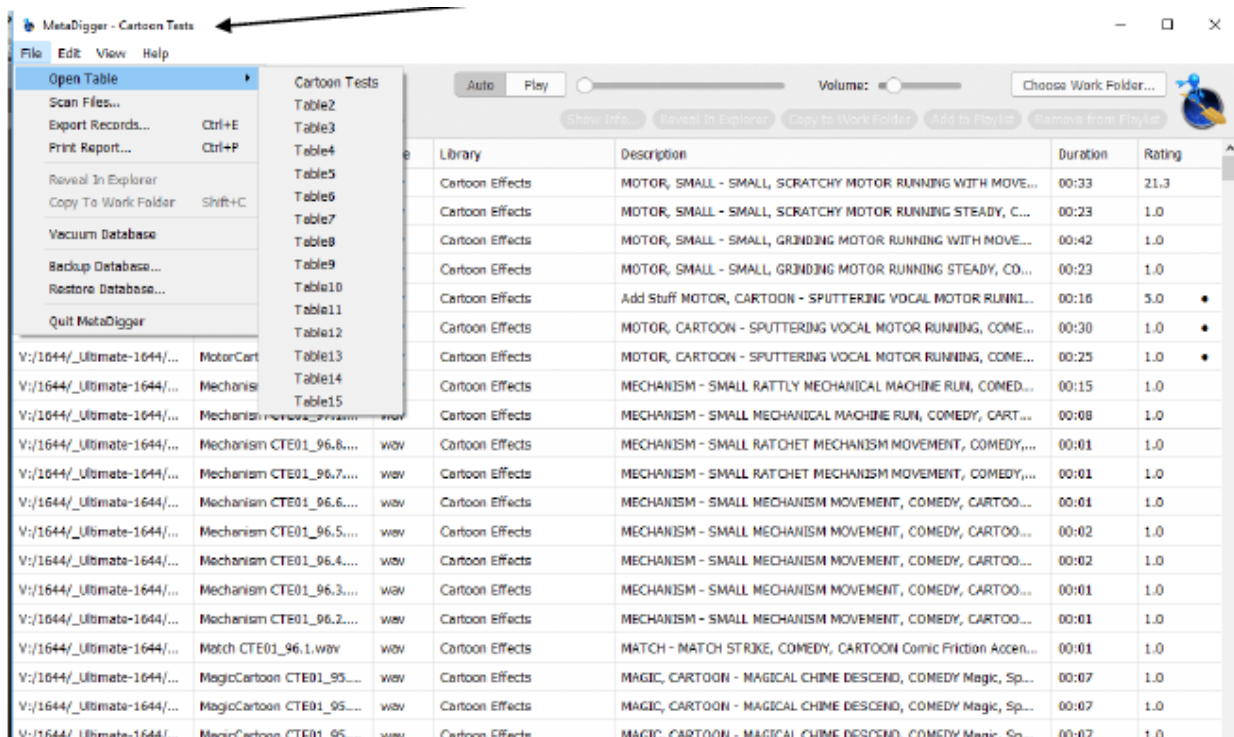 MetaDigger - Cartoon Tests
File Edit View Help
Open Table
Scan Files...
Export Records... Ctrl+E
Print Report... Ctrl+P
Reveal In Explorer
Copy To Work Folder Shift+C
Vacuum Database
Backup Database...
Restore Database...
Quit MetaDigger
Cartoon Tests
Table2
Table3
Table4
Table5
Table6
Table7
Table8
Table9
Table10
Table11
Table12
Table13
Table14
Table15
Auto Play Volume: Choose Work Folder...
Show Info... Reveal In Explorer Copy to Work Folder Add to Playlist Remove from Playlist
Library Description Duration Rating
Cartoon Effects MOTOR, SMALL - SMALL, SCRATCHY MOTOR RUNNING WITH MOVE... 00:33 21.3
Cartoon Effects MOTOR, SMALL - SMALL, SCRATCHY MOTOR RUNNING STEADY, C... 00:23 1.0
Cartoon Effects MOTOR, SMALL - SMALL, GRINDING MOTOR RUNNING WITH MOVE... 00:42 1.0
Cartoon Effects MOTOR, SMALL - SMALL, GRINDING MOTOR RUNNING STEADY, CO... 00:23 1.0
Cartoon Effects Add Stuff MOTOR, CARTOON - SPUTTERING VOCAL MOTOR RUNNI... 00:16 5.0 •
Cartoon Effects MOTOR, CARTOON - SPUTTERING VOCAL MOTOR RUNNING, COME... 00:30 1.0 •
V:/1644/_Ultimate-1644/... MotorCart Cartoon Effects MOTOR, CARTOON - SPUTTERING VOCAL MOTOR RUNNING, COME... 00:25 1.0 •
V:/1644/_Ultimate-1644/... Mechanis Cartoon Effects MECHANISM - SMALL RATTLY MECHANICAL MACHINE RUN, COMED... 00:15 1.0
V:/1644/_Ultimate-1644/... Mechanism Cartoon Effects MECHANISM - SMALL MECHANICAL MACHINE RUN, COMEDY, CART... 00:08 1.0
V:/1644/_Ultimate-1644/... Mechanism CTE01_96.8.... wav Cartoon Effects MECHANISM - SMALL RATCHET MECHANISM MOVEMENT, COMEDY,... 00:01 1.0
V:/1644/_Ultimate-1644/... Mechanism CTE01_96.7.... wav Cartoon Effects MECHANISM - SMALL RATCHET MECHANISM MOVEMENT, COMEDY,... 00:01 1.0
V:/1644/_Ultimate-1644/... Mechanism CTE01_96.6.... wav Cartoon Effects MECHANISM - SMALL MECHANISM MOVEMENT, COMEDY, CARTOO... 00:01 1.0
V:/1644/_Ultimate-1644/... Mechanism CTE01_96.5.... wav Cartoon Effects MECHANISM - SMALL MECHANISM MOVEMENT, COMEDY, CARTOO... 00:02 1.0
V:/1644/_Ultimate-1644/... Mechanism CTE01_96.4.... wav Cartoon Effects MECHANISM - SMALL MECHANISM MOVEMENT, COMEDY, CARTOO... 00:02 1.0
V:/1644/_Ultimate-1644/... Mechanism CTE01_96.3.... wav Cartoon Effects MECHANISM - SMALL MECHANISM MOVEMENT, COMEDY, CARTOO... 00:01 1.0
V:/1644/_Ultimate-1644/... Mechanism CTE01_96.2.... wav Cartoon Effects MECHANISM - SMALL MECHANISM MOVEMENT, COMEDY, CARTOO... 00:01 1.0
V:/1644/_Ultimate-1644/... Match CTE01_96.1.wav wav Cartoon Effects MATCH - MATCH STRIKE, COMEDY, CARTOON Comic Friction Accen... 00:01 1.0
V:/1644/_Ultimate-1644/... MagicCartoon CTE01_95.... wav Cartoon Effects MAGIC, CARTOON - MAGICAL CHIME DESCEND, COMEDY Magic, Sp... 00:07 1.0
V:/1644/_Ultimate-1644/... MagicCartoon CTE01_95.... wav Cartoon Effects MAGIC, CARTOON - MAGICAL CHIME DESCEND, COMEDY Magic, Sp... 00:07 1.0
V:/1644/_Ultimate-1644/... MagicCartoon CTE01_95.... wav Cartoon Effects MAGIC, CARTOON - MAGICAL CHIME DESCEND, COMEDY Magic, Sp... 00:07 1.0